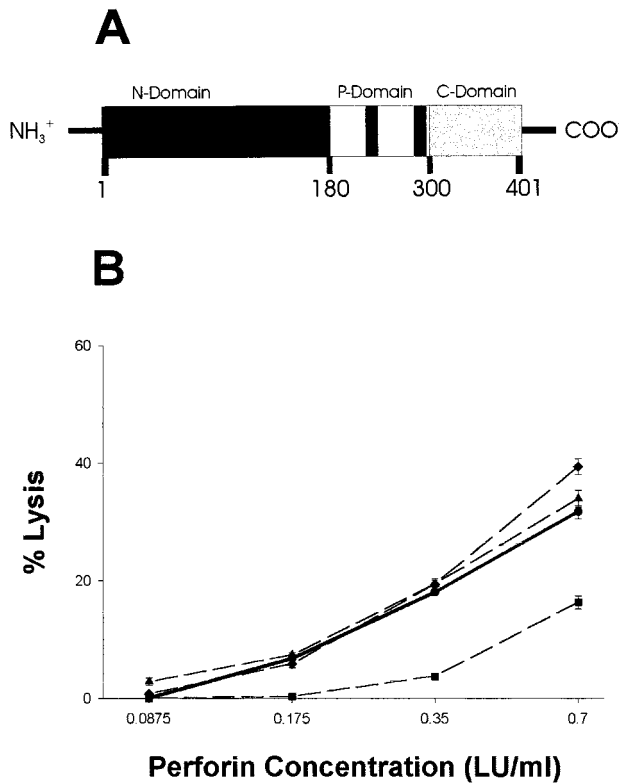 A
N-Domain P-Domain C-Domain
NH3+ COO
1 180 300 401
B
60
40
20
0
% Lysis
0.0875 0.175 0.35 0.7
Perforin Concentration (LU/ml)